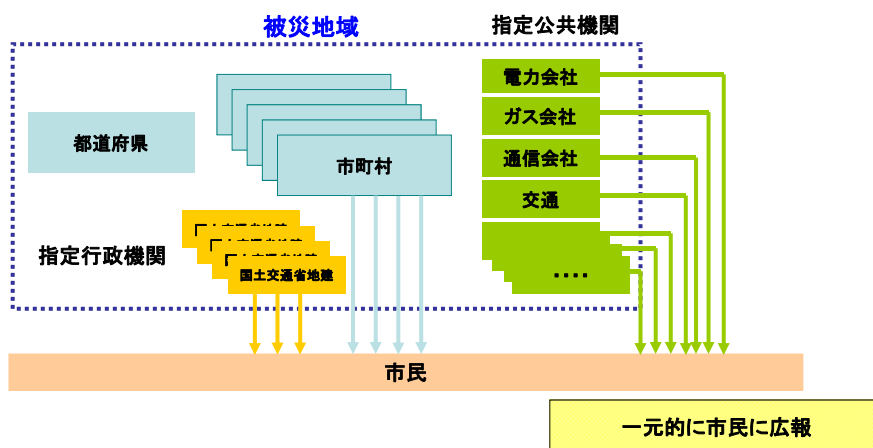 被災地域
指定公共機関
電力会社
ガス会社
都道府県
通信会社
市町村
交通
指定行政機関
国土交通省地建
‥‥
市民
一元的に市民に広報